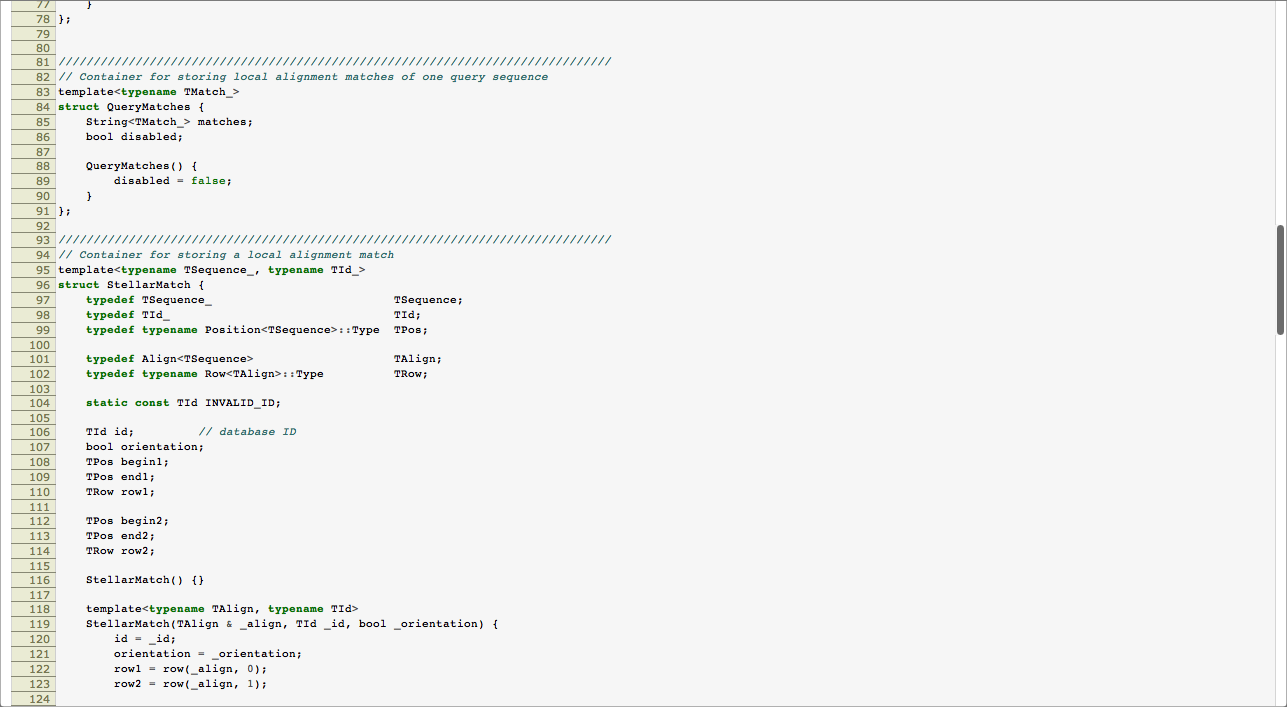 77 }
78 };
79
80
81 ///////////////////////////////////////////////////////////////////////////////
82 // Container for storing local alignment matches of one query sequence
83 template<typename TMatch_>
84 struct QueryMatches {
85 String<TMatch_> matches;
86 bool disabled;
87
88 QueryMatches() {
89 disabled = false;
90 }
91 };
92
93 ///////////////////////////////////////////////////////////////////////////////
94 // Container for storing a local alignment match
95 template<typename TSequence_, typename TId_>
96 struct StellarMatch {
97 typedef TSequence_ TSequence;
98 typedef TId_ TId;
99 typedef typename Position<TSequence>::Type TPos;
100
101 typedef Align<TSequence> TAlign;
102 typedef typename Row<TAlign>::Type TRow;
103
104 static const TId INVALID_ID;
105
106 TId id; // database ID
107 bool orientation;
108 TPos begin1;
109 TPos end1;
110 TRow row1;
111
112 TPos begin2;
113 TPos end2;
114 TRow row2;
115
116 StellarMatch() {}
117
118 template<typename TAlign, typename TId>
119 StellarMatch(TAlign & _align, TId _id, bool _orientation) {
120 id = _id;
121 orientation = _orientation;
122 row1 = row(_align, 0);
123 row2 = row(_align, 1);
124